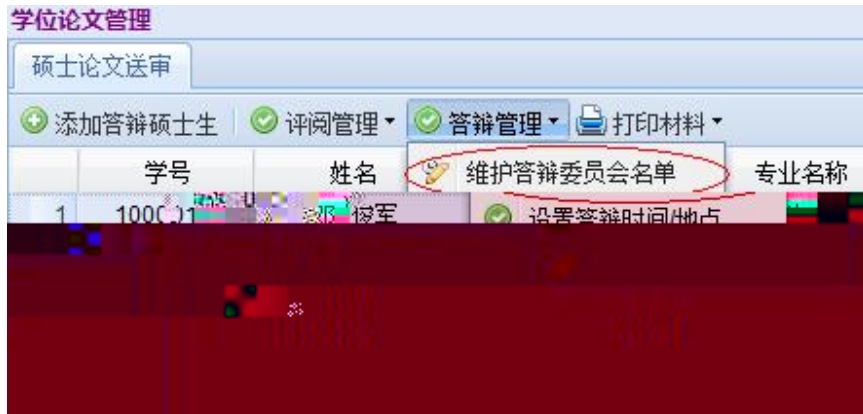 学位论文管理
硕士论文送审
添加答辩硕士生 评阅管理 答辩管理 打印材料
学号 姓名 维护答辩委员会名单 专业名称
1 俊军 设置答辩时间/地点